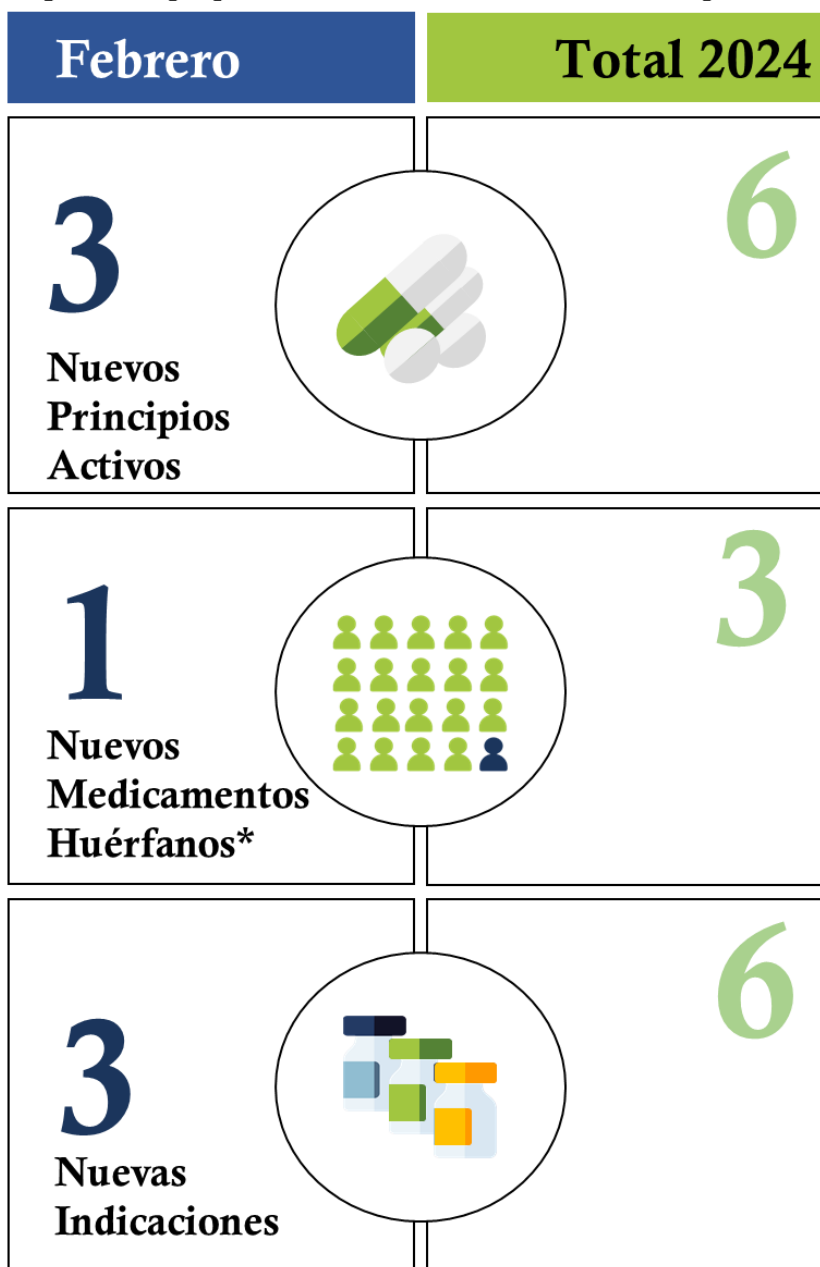 Febrero
Total 2024
3
6
Nuevos
Principios
Activos
1
3
Nuevos
Medicamentos
Huérfanos*
3
6
Nuevas
Indicaciones